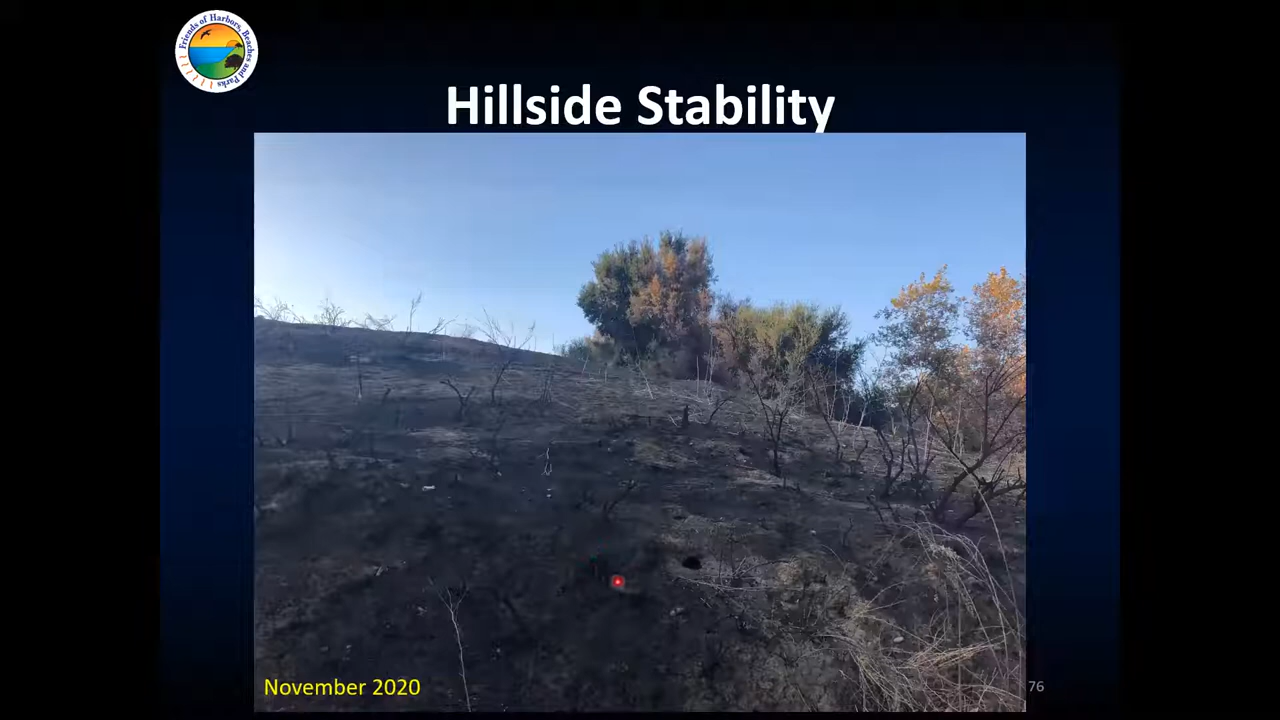 Friends of Harbors, Beaches and Parks
Hillside Stability
November 2020
76